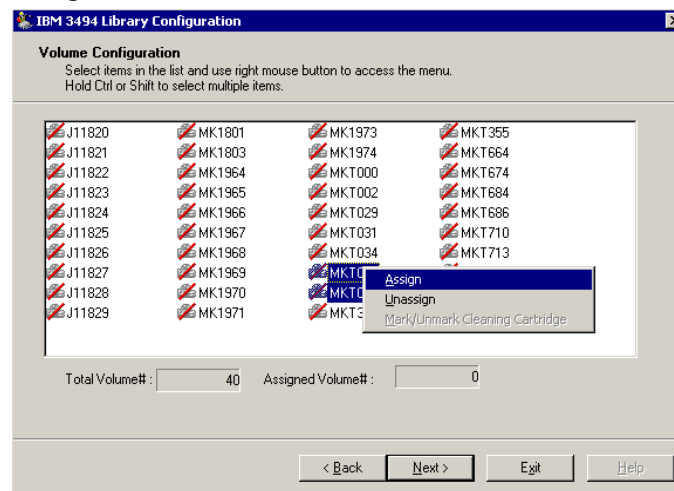 IBM 3494 Library Configuration
Volume Configuration
Select items in the list and use right mouse button to access the menu.
Hold Ctrl or Shift to select multiple items.
J11820 MK1801 MK1973 MKT355
J11821 MK1803 MK1974 MKT664
J11822 MK1964 MKT000 MKT674
J11823 MK1965 MKT002 MKT684
J11824 MK1966 MKT029 MKT686
J11825 MK1967 MKT031 MKT710
J11826 MK1968 MKT034 MKT713
J11827 MK1969
J11828 MK1970
J11829 MK1971
Assign
Unassign
Mark/Unmark Cleaning Cartridge
Total Volume# : 40 Assigned Volume# : 0
< Back Next > Exit Help